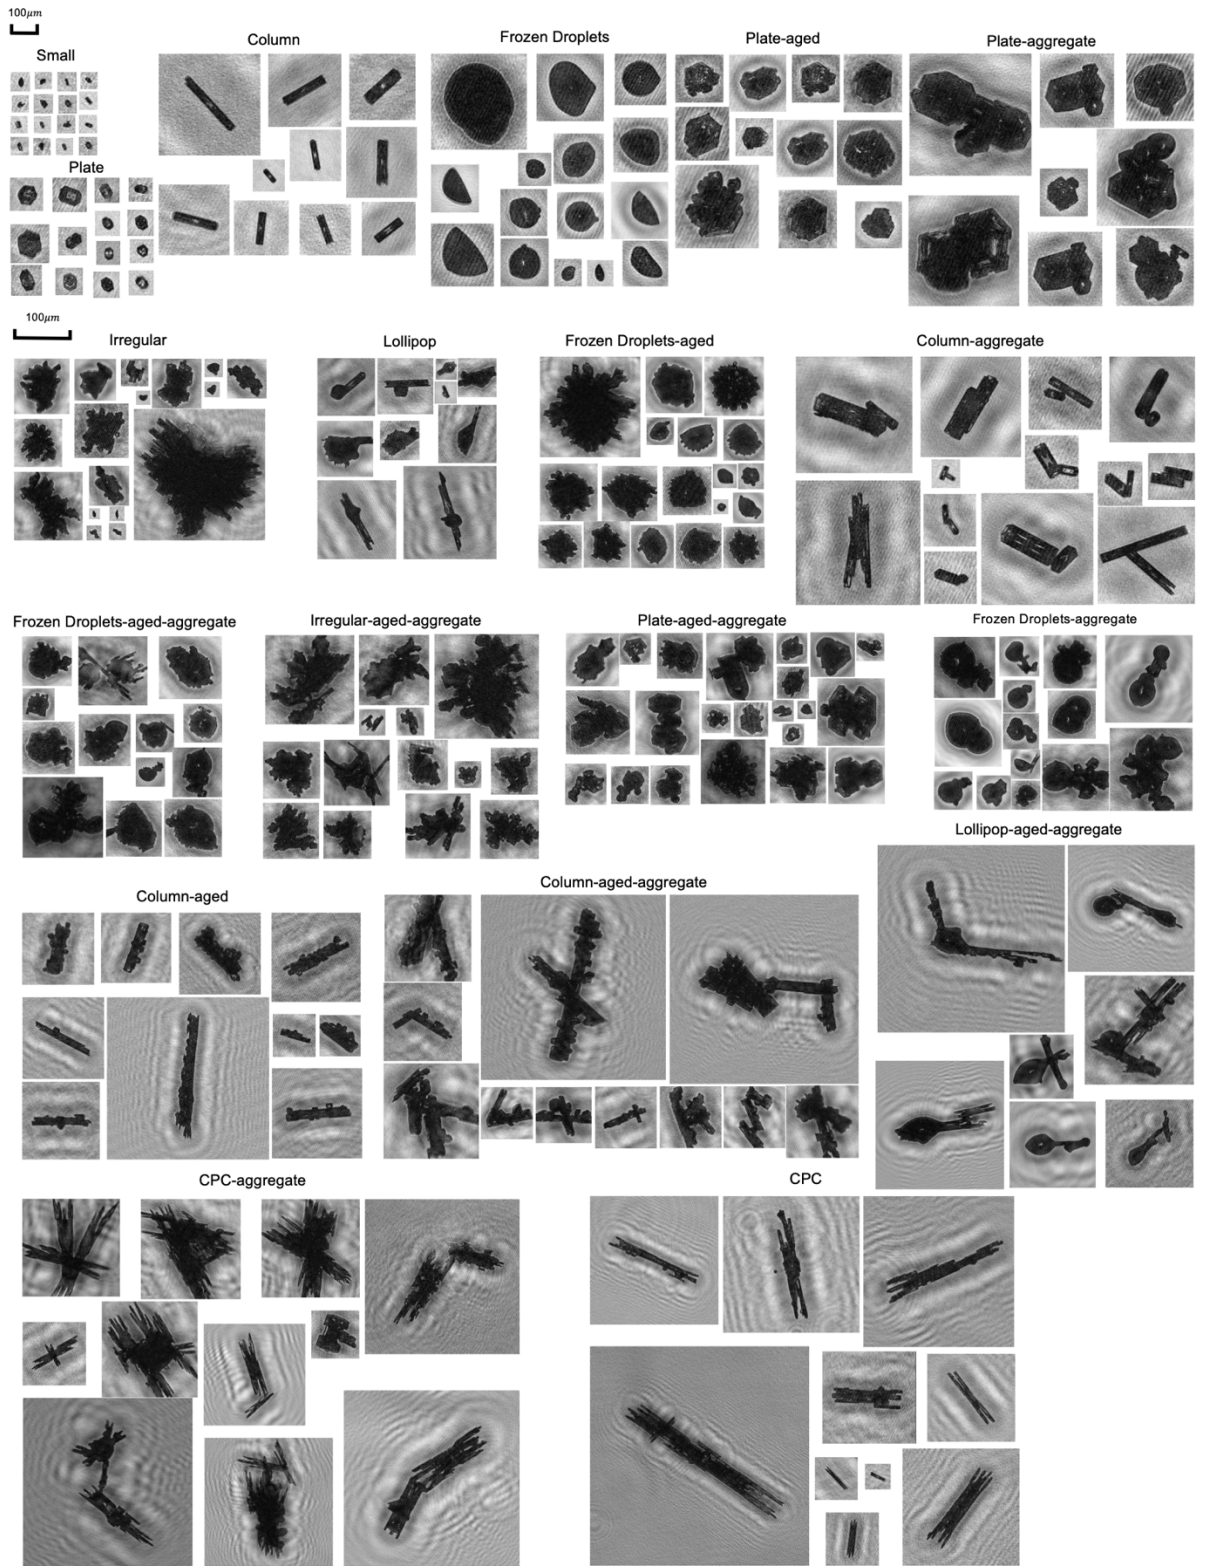 100μm
Small
Column
Frozen Droplets
Plate-aged
Plate-aggregate
Plate
100μm
Irregular
Lollipop
Frozen Droplets-aged
Column-aggregate
Frozen Droplets-aged-aggregate
Irregular-aged-aggregate
Plate-aged-aggregate
Frozen Droplets-aggregate
Lollipop-aged-aggregate
Column-aged
Column-aged-aggregate
CPC-aggregate
CPC